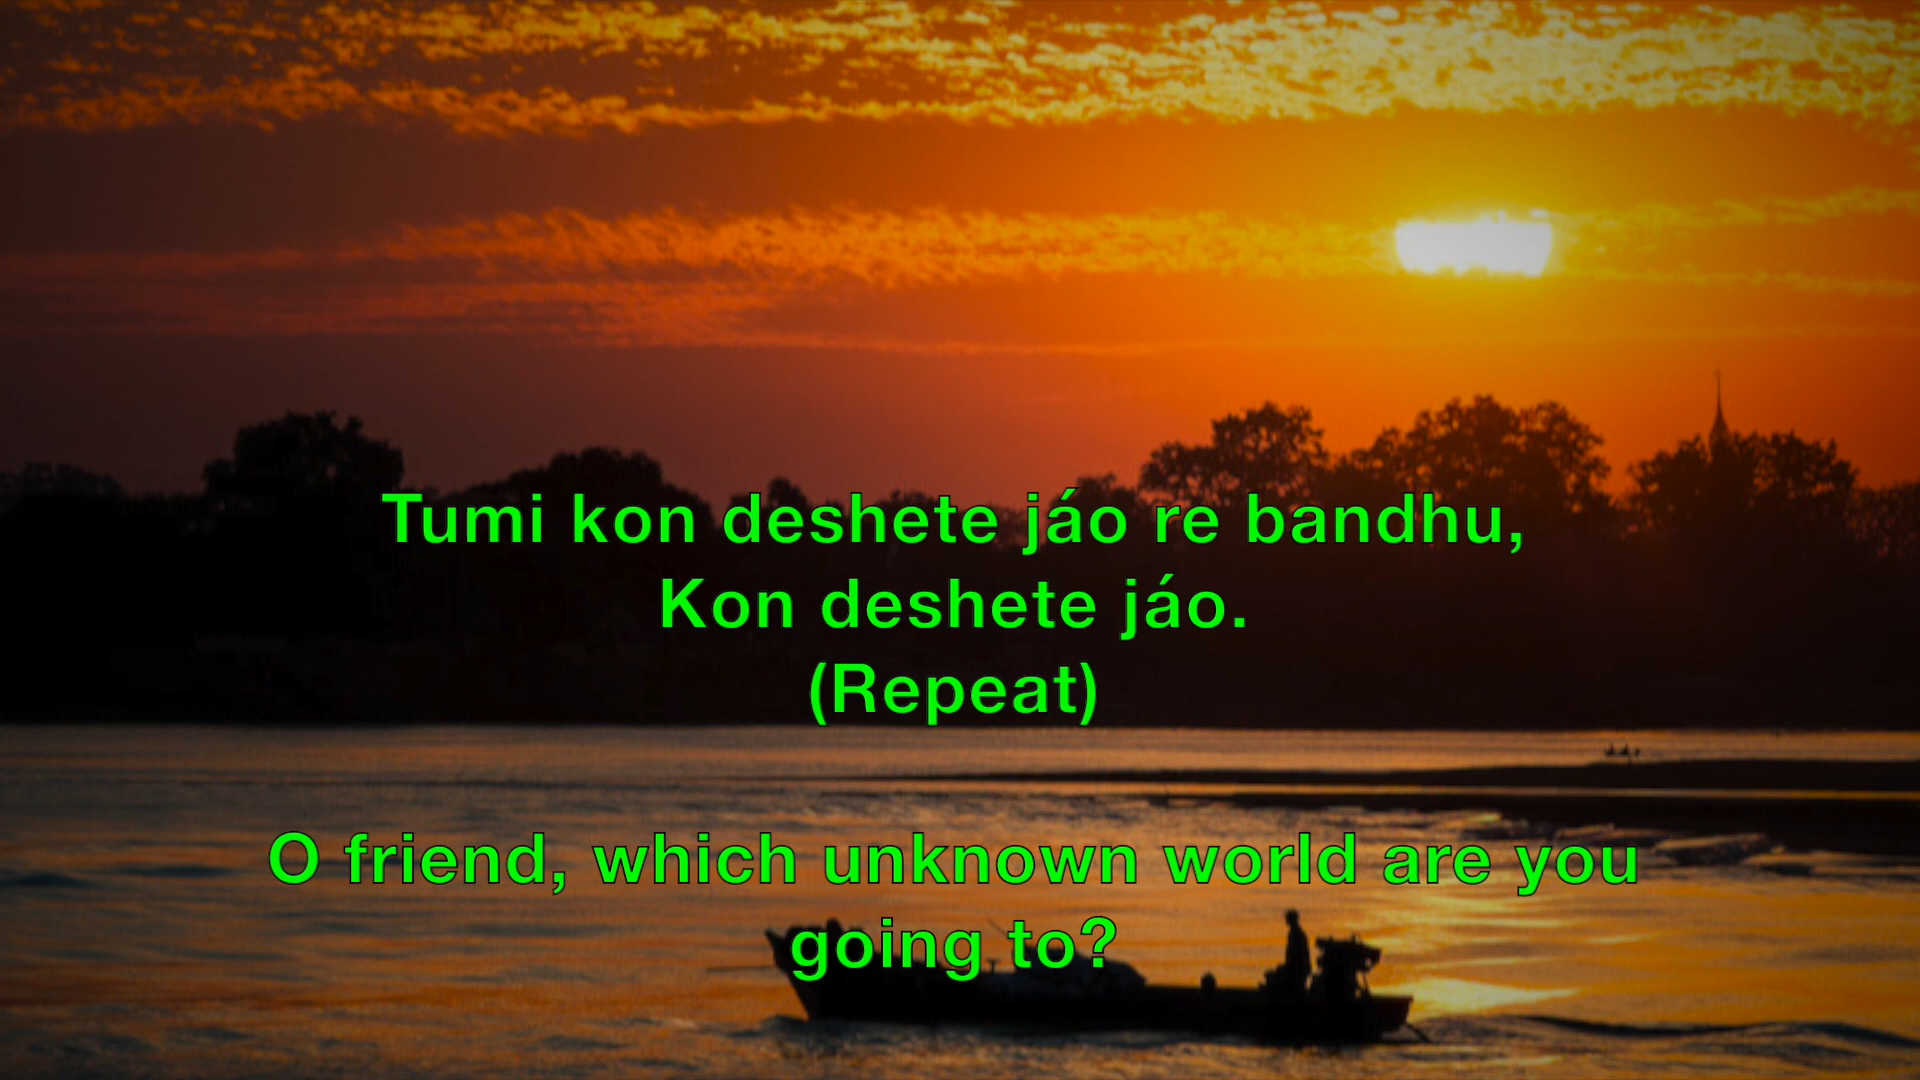 Tumi kon deshete jáo re bandhu,
Kon deshete jáo.
(Repeat)
O friend, which unknown world are you
going to?